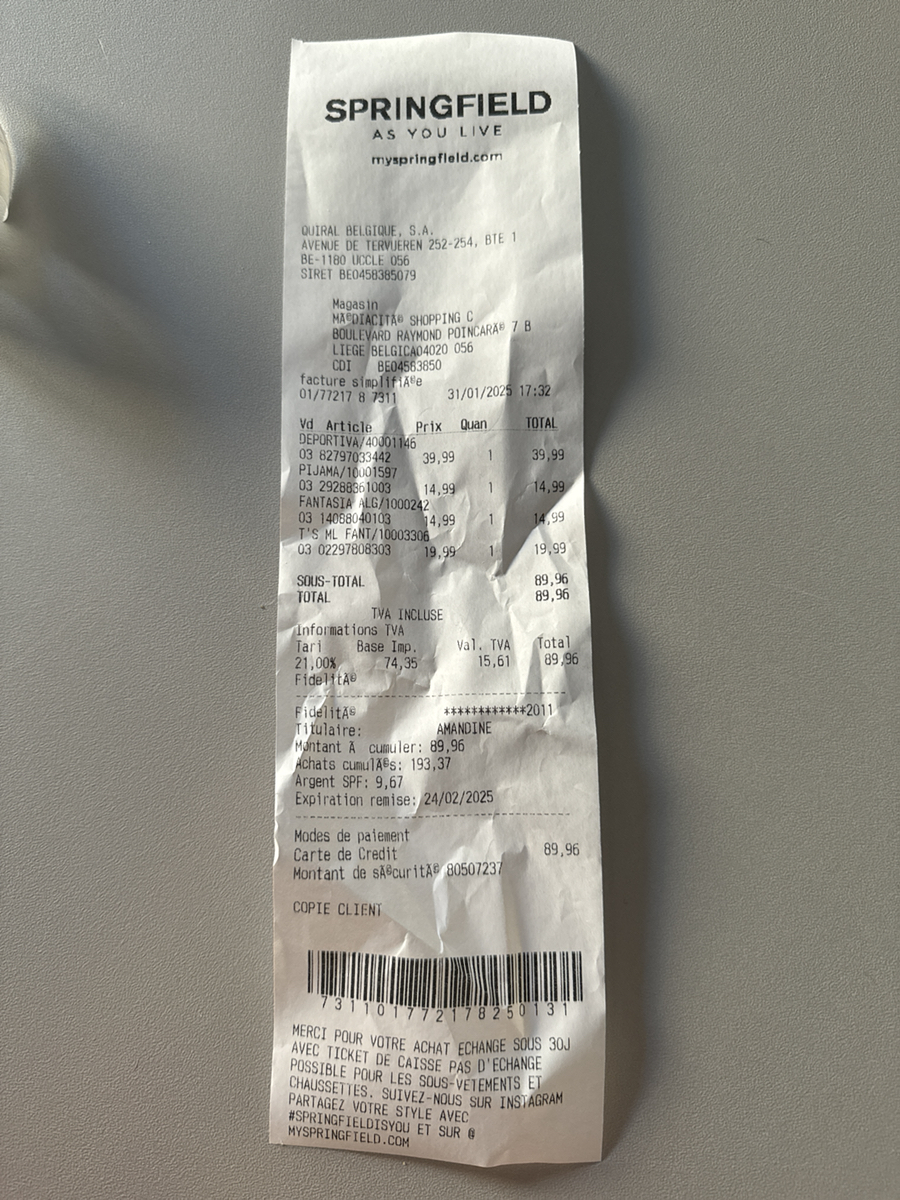 SPRINGFIELD
AS YOU LIVE
myspringfield.com
QUIRAL BELGIQUE, S.A.
AVENUE DE TERVUEREN 252-254, BTE 1
BE-1180 UCCLE 056
SIRET BE0458385079
Magasin
MÃ©DIACITÃ© SHOPPING C
BOULEVARD RAYMOND POINCARÃ© 7 B
LIEGE BELGICA04020 056
CDI BE04583850
facture simplifiÃ©e
01/77217 8 7311 31/01/2025 17:32
Vd Article Prix Quan TOTAL
DEPORTIVA/40001146
03 82797033442 39,99 1 39,99
PIJAMA/10001597
03 29288361003 14,99 1 14,99
FANTASIA ALG/1000242
03 14088040103 14,99 1 14,99
T'S ML FANT/10003306
03 02297808303 19,99 1 19,99
SOUS-TOTAL 89,96
TOTAL 89,96
TVA INCLUSE
Informations TVA
Tari Base Imp. Val. TVA Total
21,00% 74,35 15,61 89,96
FidelitÃ©
FidelitÃ© ************2011
Titulaire: AMANDINE
Montant Ã cumuler: 89,96
Achats cumulÃ©s: 193,37
Argent SPF: 9,67
Expiration remise: 24/02/2025
Modes de paiement
Carte de Credit 89,96
Montant de sÃ©curitÃ© 80507237
COPIE CLIENT
73110177217825013​1
MERCI POUR VOTRE ACHAT ECHANGE SOUS 30J
AVEC TICKET DE CAISSE PAS D'ECHANGE
POSSIBLE POUR LES SOUS-VETEMENTS ET
CHAUSSETTES. SUIVEZ-NOUS SUR INSTAGRAM
PARTAGEZ VOTRE STYLE AVEC
#SPRINGFIELDISYOU ET SUR @
MYSPRINGFIELD.COM